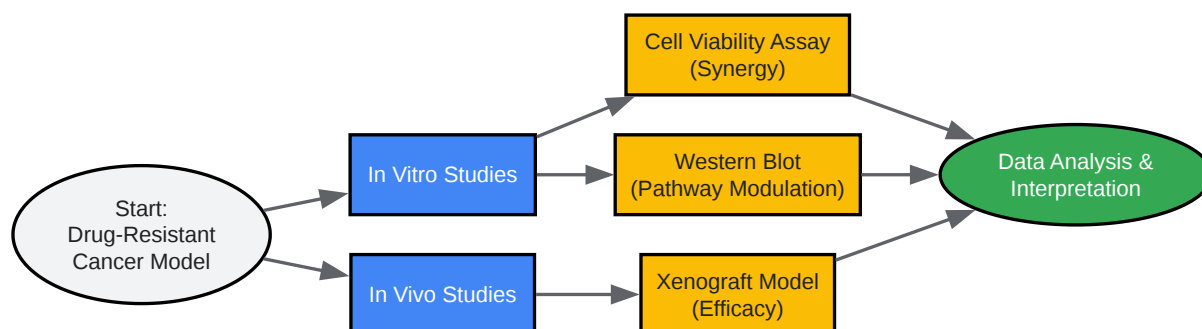 Start:
Drug-Resistant
Cancer Model
In Vitro Studies
In Vivo Studies
Cell Viability Assay
(Synergy)
Western Blot
(Pathway Modulation)
Xenograft Model
(Efficacy)
Data Analysis &
Interpretation